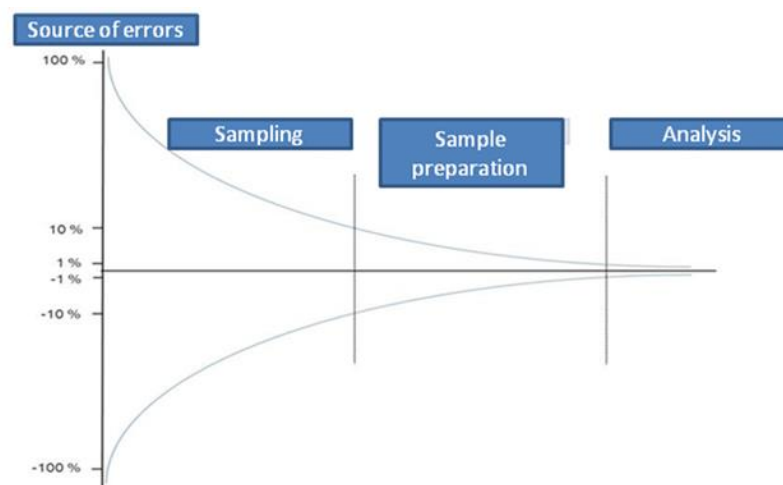 Source of errors
100 %
Sampling
Sample
preparation
Analysis
10 %
1 %
-1 %
-10 %
-100 %